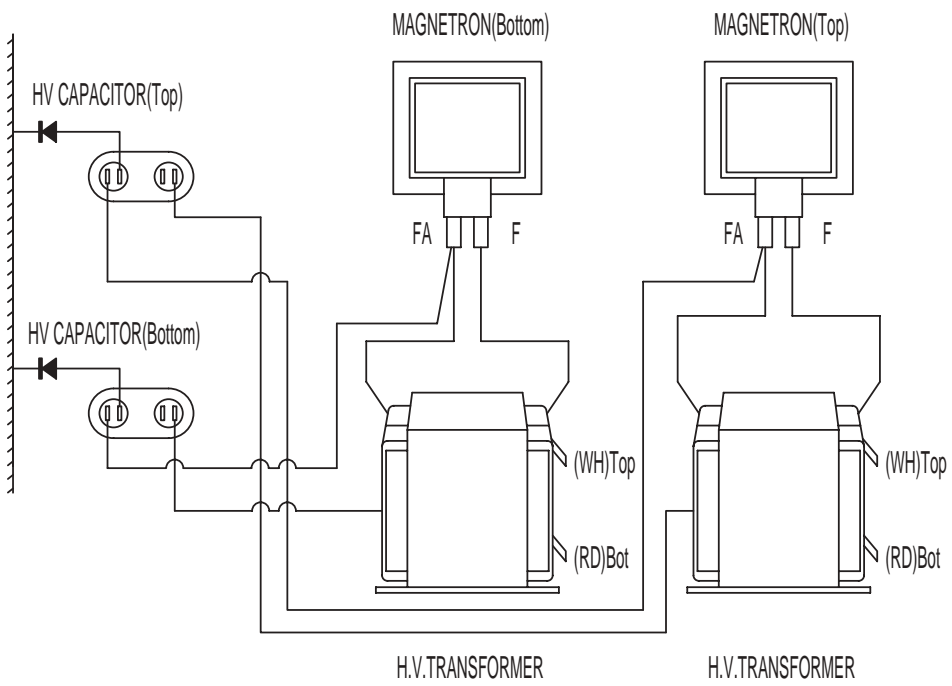 MAGNETRON(Bottom)
MAGNETRON(Top)
HV CAPACITOR(Top)
FA
F
FA
F
HV CAPACITOR(Bottom)
(WH)Top
(WH)Top
(RD)Bot
(RD)Bot
H.V.TRANSFORMER
H.V.TRANSFORMER